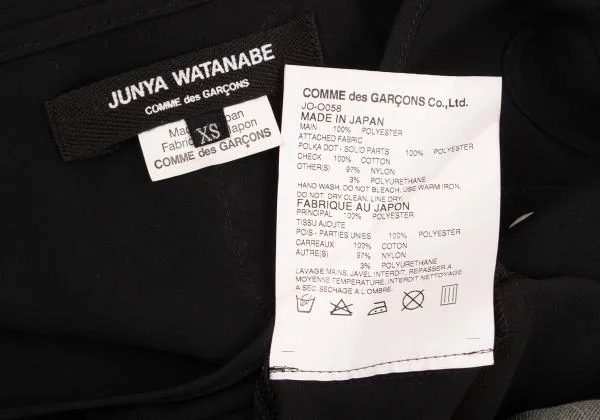 JUNYA WATANABE
COMME des GARÇONS
XS
COMME des GARÇONS
COMME des GARÇONS Co.,Ltd.
JO-O058
MADE IN JAPAN
MAIN 100% POLYESTER
ATTACHED FABRIC
POLKA DOT · SOLID PARTS 100% POLYESTER
CHECK 100% COTTON
OTHER(S) 97% NYLON
3% POLYURETHANE
HAND WASK. DO NOT BLEACH. USE WARM IRON.
DO NOT. DRY CLEAN. LINE DRY.
FABRIQUE AU JAPON
PRINCIPAL 100% POLYESTER
TISSU AJOUTE
POIS · PARTIES UNIES 100% POLYESTER
CARREAUX 100% COTON
AUTRE(S) 97% NYLON
3% POLYURETHANE
LAVAGE MAINS. JAVEL INTERDIT. REPASSER A
MOYENNE TEMPERATURE. INTERDIT NETTOYAGE
A SEC. SECHAGE A L'OMBRE.